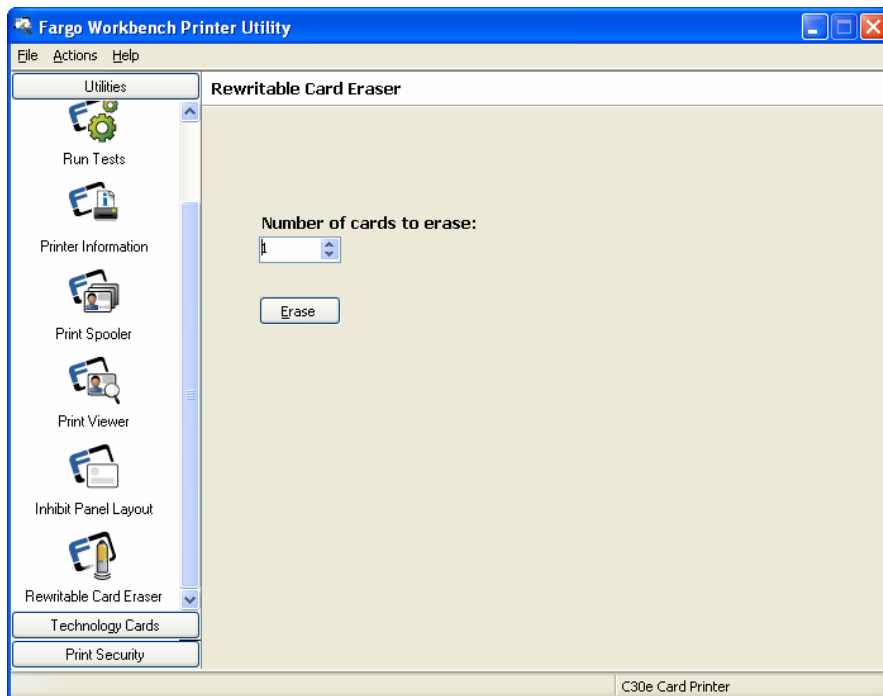 Fargo Workbench Printer Utility
File Actions Help
Utilities
Rewritable Card Eraser
Run Tests
Number of cards to erase:
1
Printer Information
Erase
Print Spooler
Print Viewer
Inhibit Panel Layout
Rewritable Card Eraser
Technology Cards
Print Security
C30e Card Printer